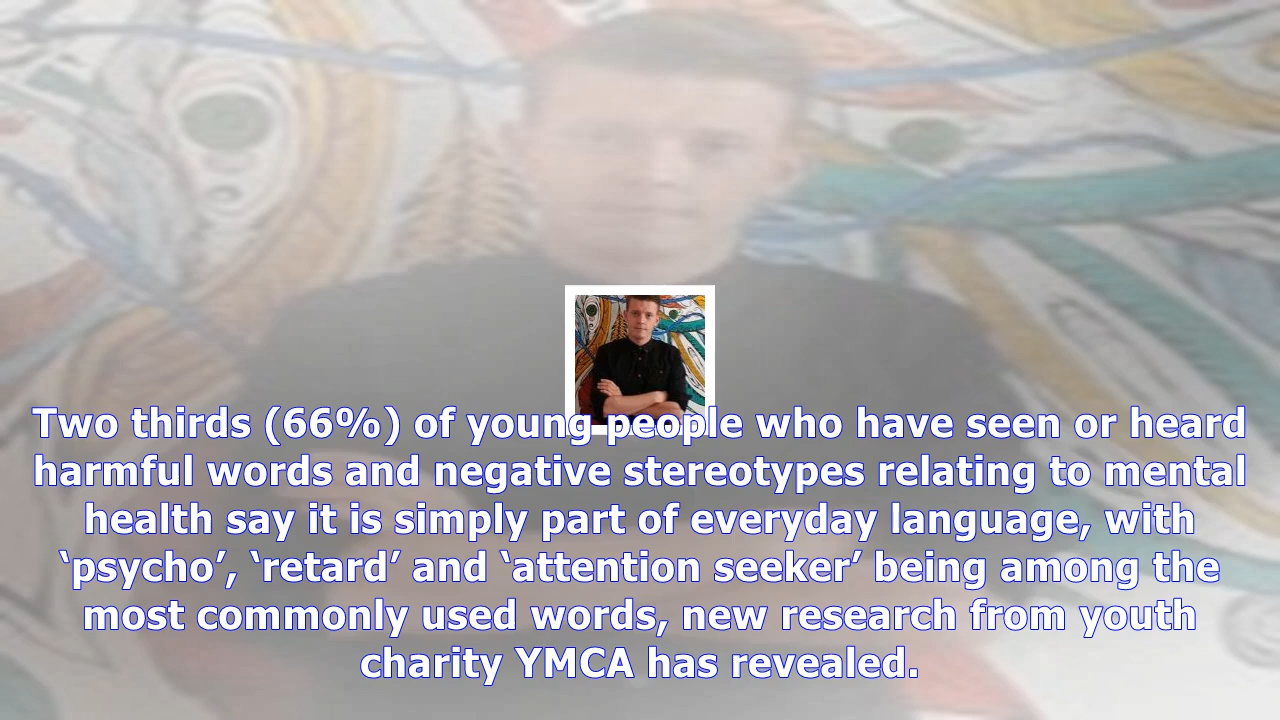 Two thirds (66%) of young people who have seen or heard
harmful words and negative stereotypes relating to mental
health say it is simply part of everyday language, with
‘psycho’, ‘retard’ and ‘attention seeker’ being among the
most commonly used words, new research from youth
charity YMCA has revealed.